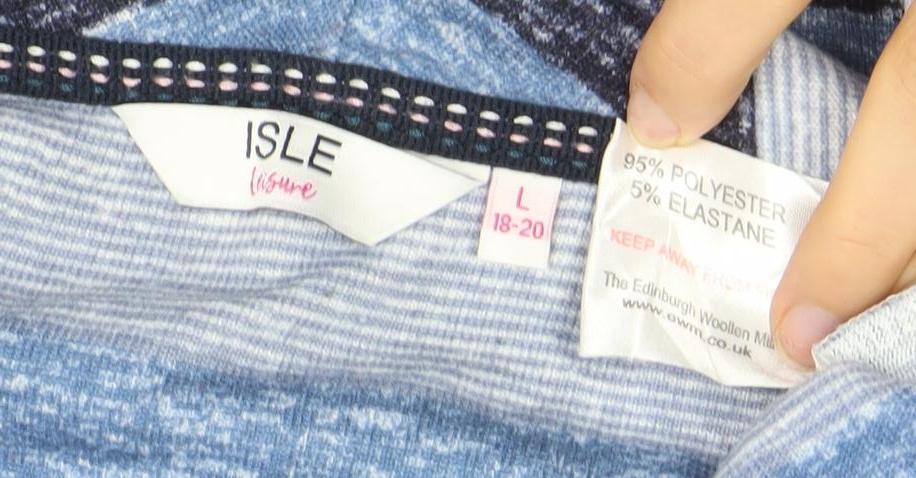 ISLE
leisure
L
18-20
95% POLYESTER
5% ELASTANE
KEEP AWAY FROM
The Edinburgh Woollen Mill
www.ewm.co.uk